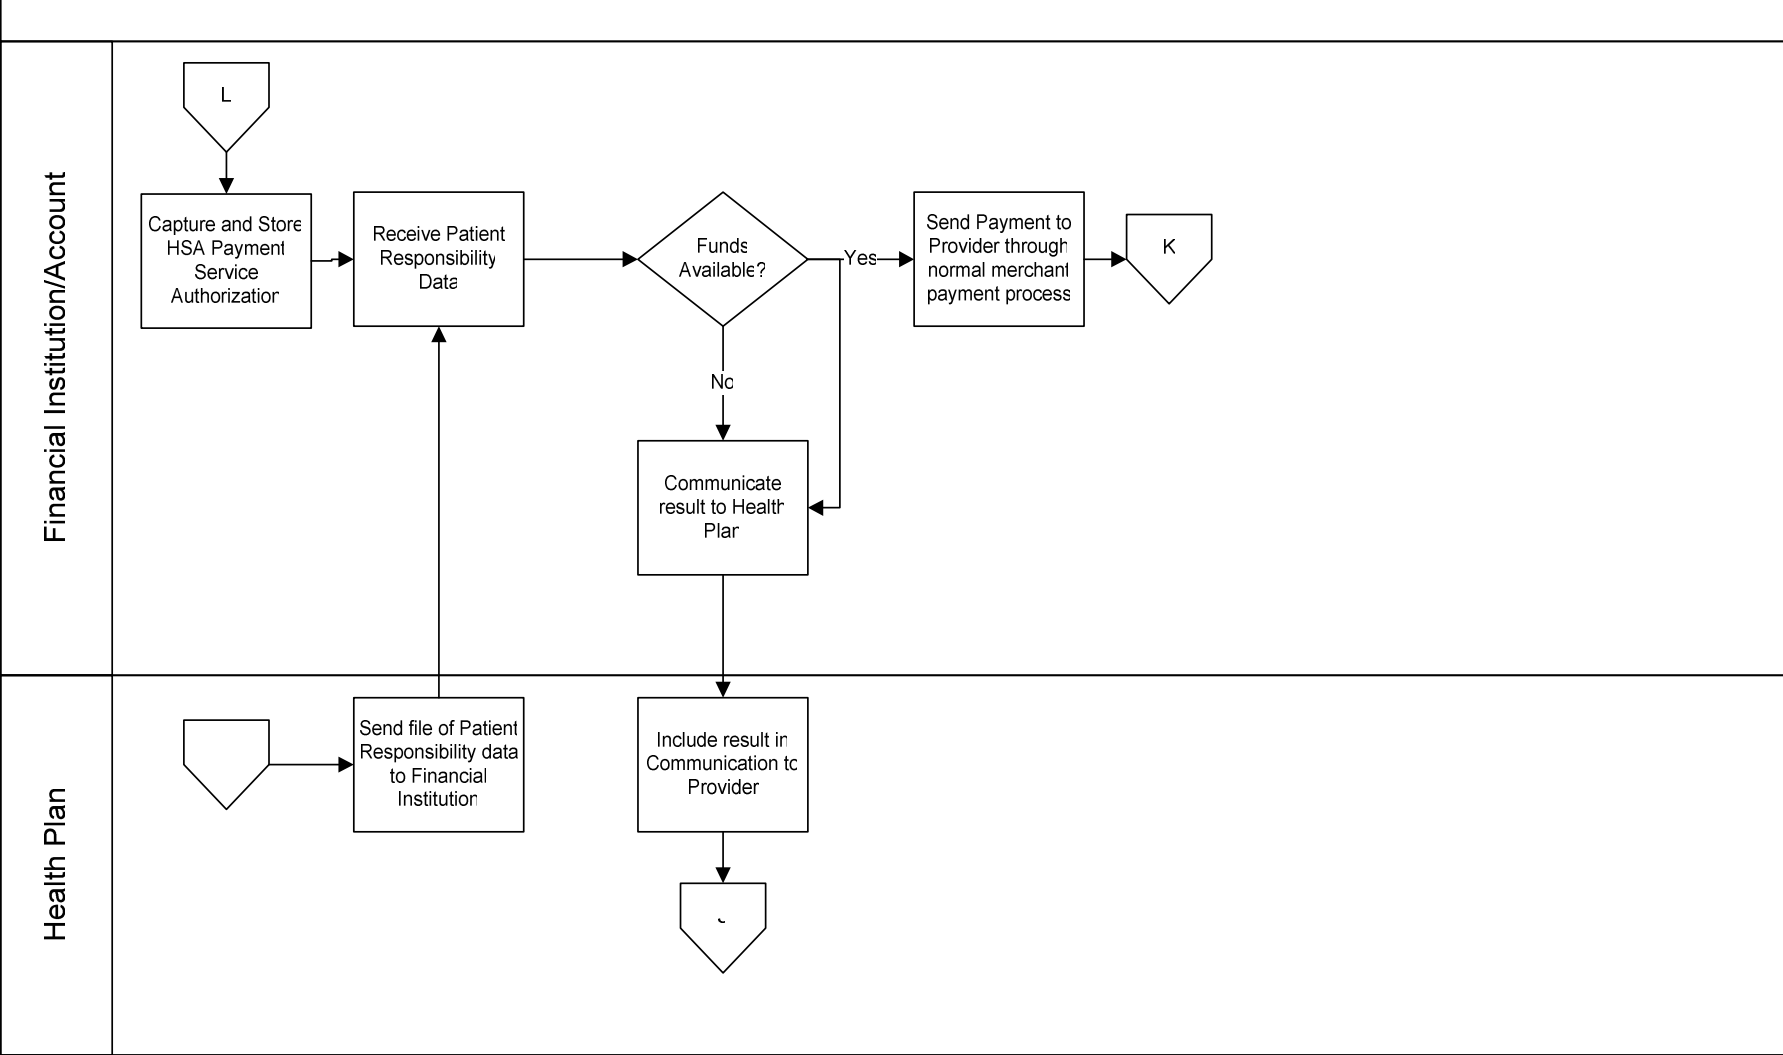 Financial Institution/Account
L
Capture and Store
HSA Payment
Service
Authorization
Receive Patient
Responsibility
Data
Funds
Available?
Yes
Send Payment to
Provider through
normal merchant
payment process
K
No
Communicate
result to Health
Plan
Health Plan
Send file of Patient
Responsibility data
to Financial
Institution
Include result in
Communication to
Provider